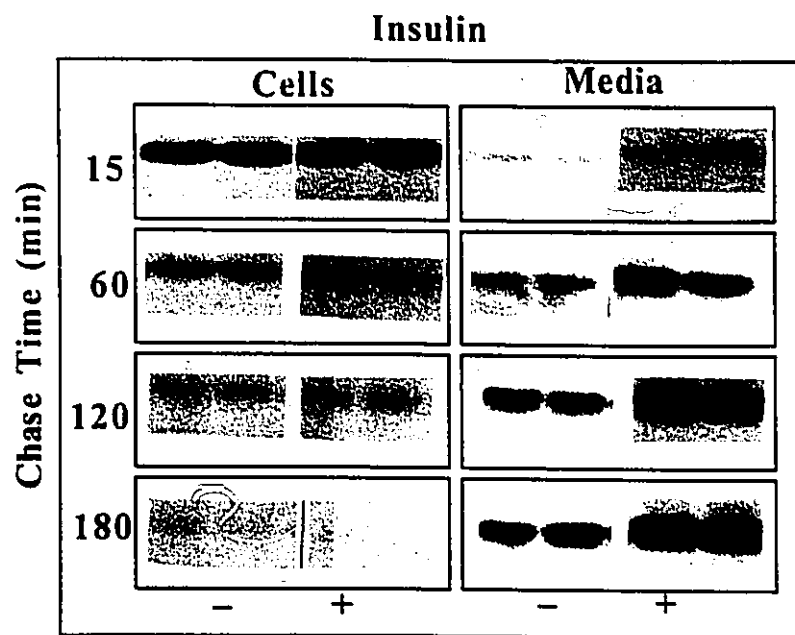 Insulin
Cells Media
Chase Time (min)
15
60
120
180
– + – +